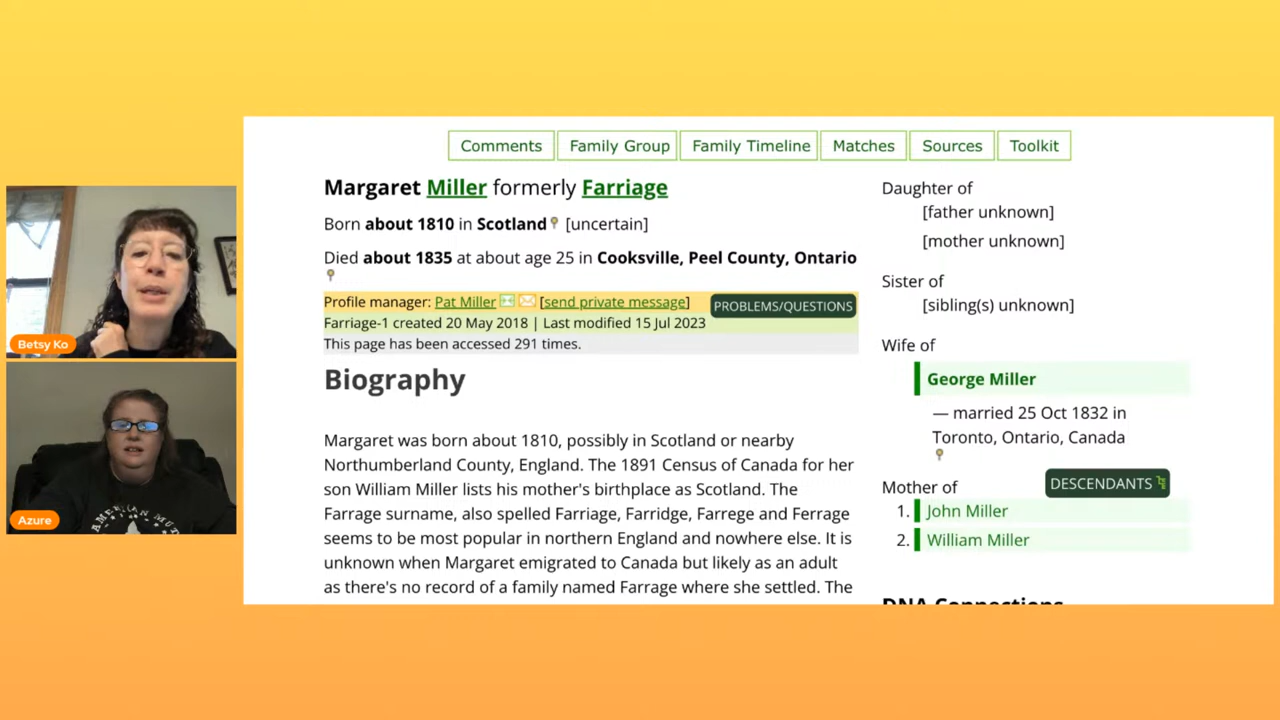 Comments Family Group Family Timeline Matches Sources Toolkit
Margaret Miller formerly Farriage
Born about 1810 in Scotland [uncertain]
Died about 1835 at about age 25 in Cooksville, Peel County, Ontario
Profile manager: Pat Miller [send private message]
PROBLEMS/QUESTIONS
Farriage-1 created 20 May 2018 | Last modified 15 Jul 2023
This page has been accessed 291 times.
Biography
Margaret was born about 1810, possibly in Scotland or nearby
Northumberland County, England. The 1891 Census of Canada for her
son William Miller lists his mother's birthplace as Scotland. The
Farrage surname, also spelled Farriage, Farridge, Farrege and Ferrage
seems to be most popular in northern England and nowhere else. It is
unknown when Margaret emigrated to Canada but likely as an adult
as there's no record of a family named Farrage where she settled. The
Daughter of
[father unknown]
[mother unknown]
Sister of
[sibling(s) unknown]
Wife of
George Miller
— married 25 Oct 1832 in
Toronto, Ontario, Canada
DESCENDANTS
Mother of
1. John Miller
2. William Miller
DNA Connections
Betsy Ko
AMERICAN MUT
Azure